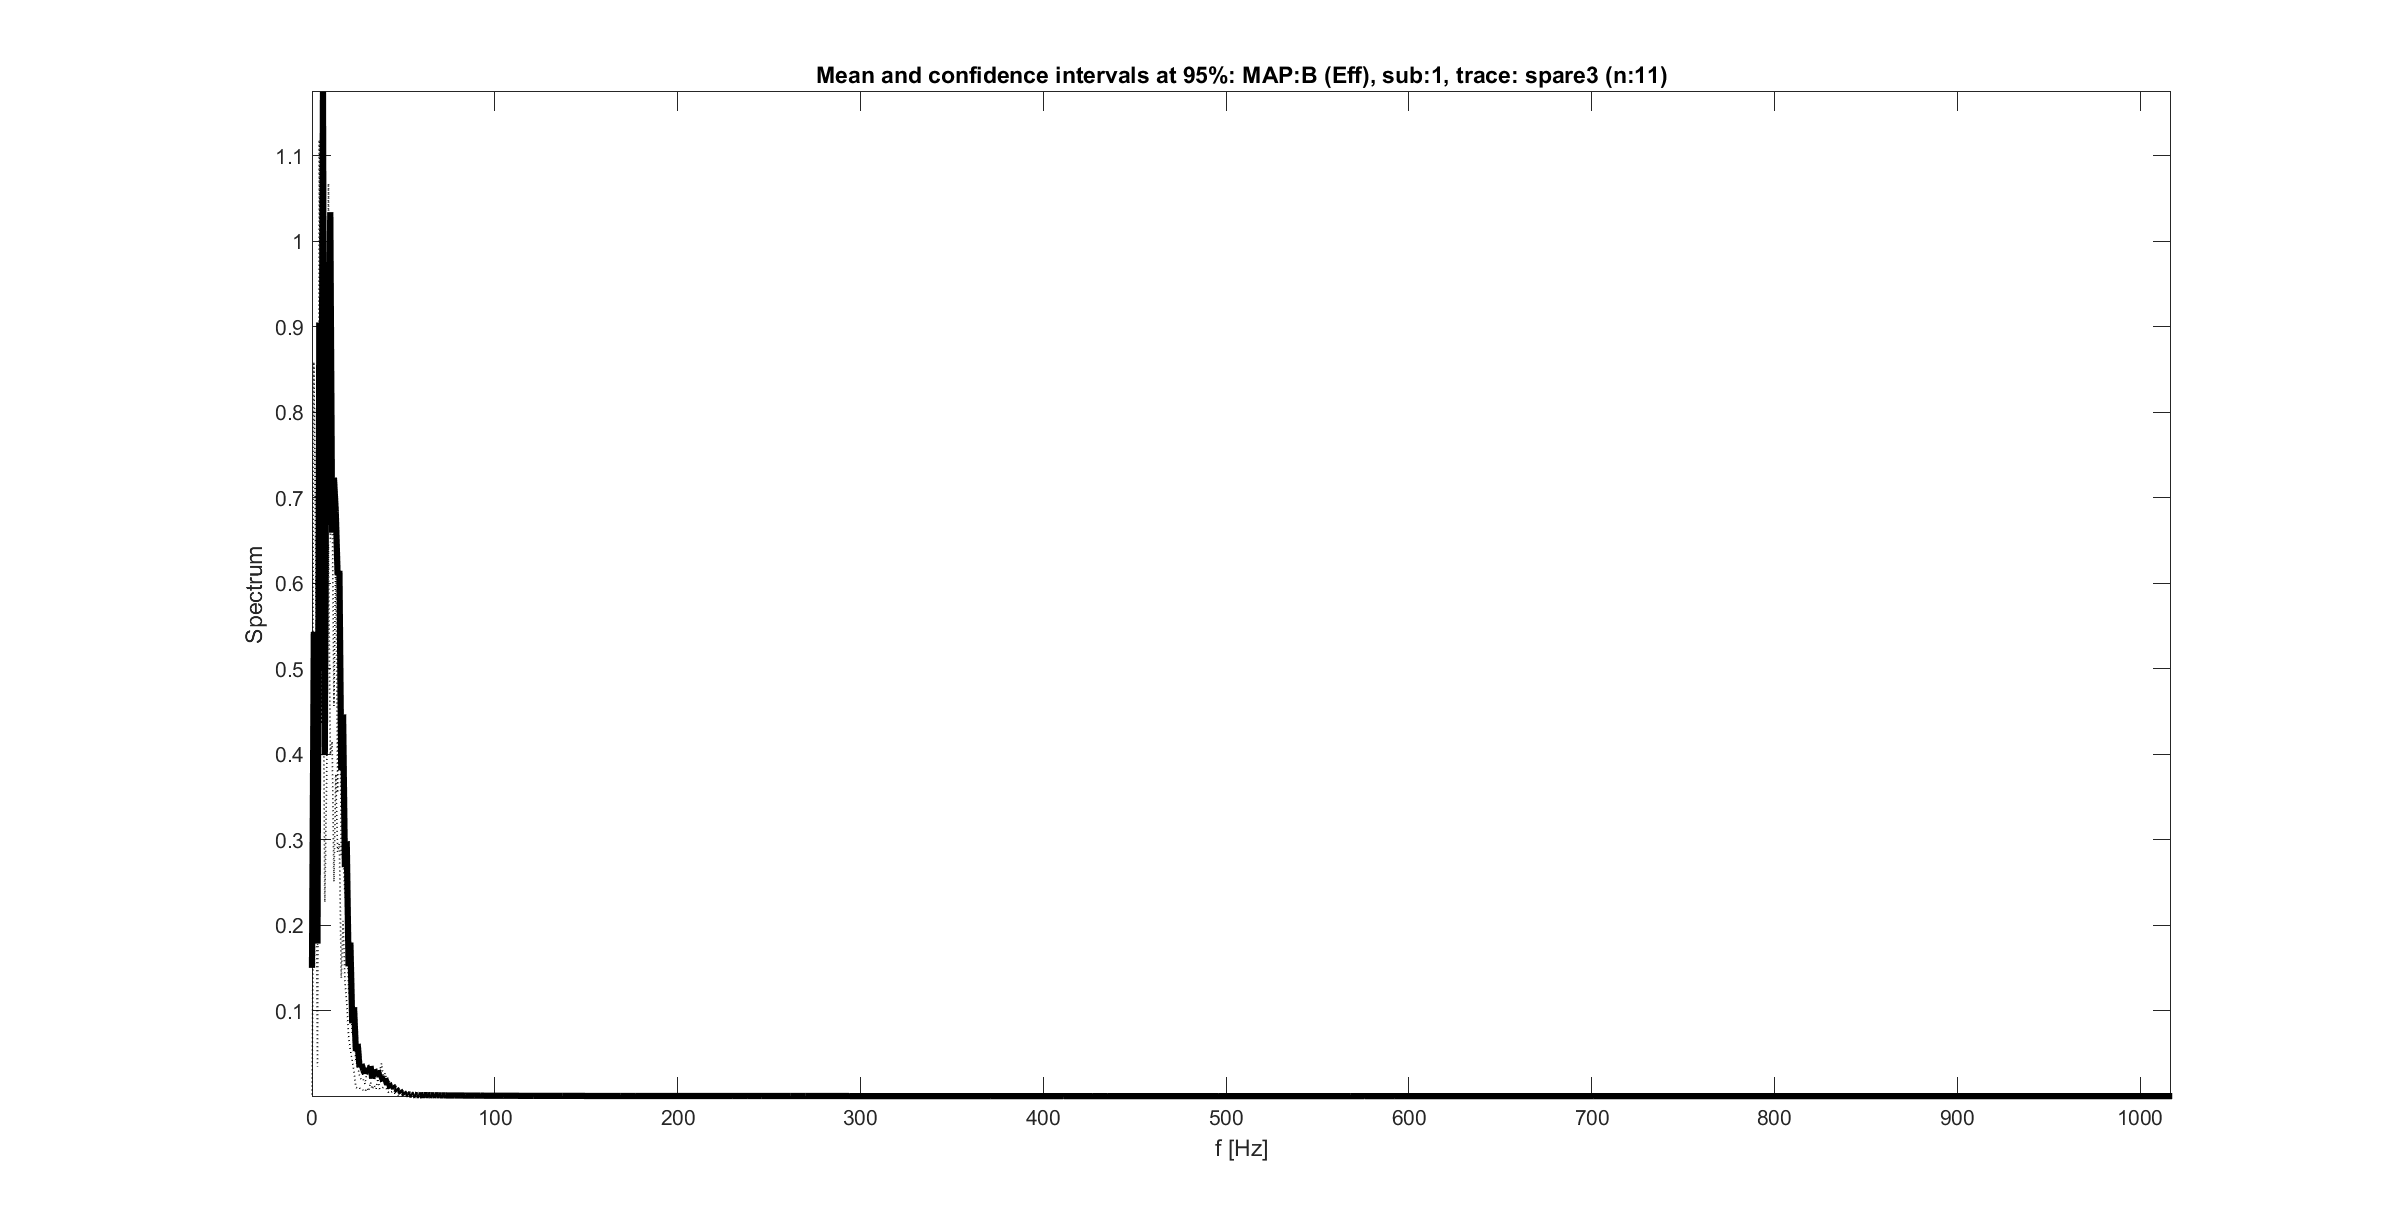 Mean and confidence intervals at 95%: MAP:B (Eff), sub:1, trace: spare3 (n:11)
1.1
1
0.9
0.8
0.7
0.6
0.5
0.4
0.3
0.2
0.1
Spectrum
0 100 200 300 400 500 600 700 800 900 1000
f [Hz]